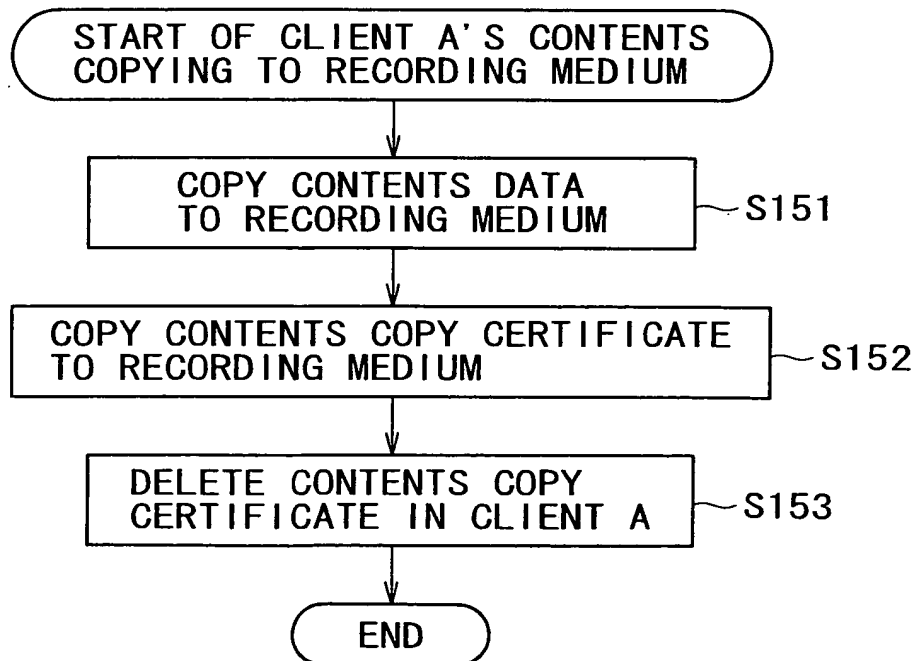 START OF CLIENT A'S CONTENTS
COPYING TO RECORDING MEDIUM
COPY CONTENTS DATA
TO RECORDING MEDIUM
S151
COPY CONTENTS COPY CERTIFICATE
TO RECORDING MEDIUM
S152
DELETE CONTENTS COPY
CERTIFICATE IN CLIENT A
S153
END